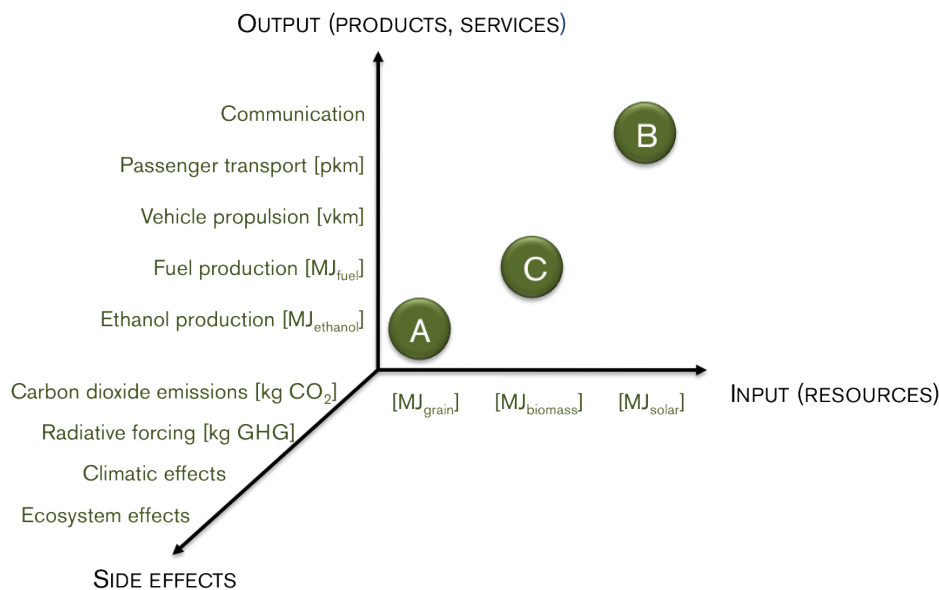 OUTPUT (PRODUCTS, SERVICES)
Communication
B
Passenger transport [pkm]
Vehicle propulsion [vkm]
Fuel production [MJfuel]
C
Ethanol production [MJethanol]
A
Carbon dioxide emissions [kg CO2]
[MJgrain] [MJbiomass] [MJsolar]
INPUT (RESOURCES)
Radiative forcing [kg GHG]
Climatic effects
Ecosystem effects
SIDE EFFECTS